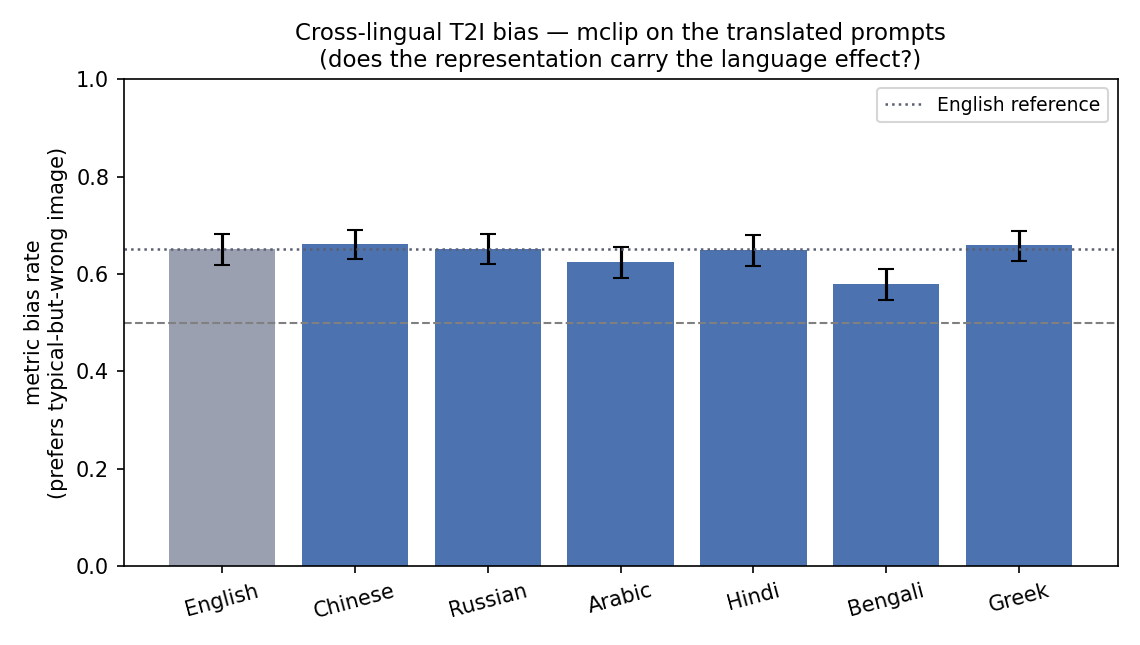 Cross-lingual T2I bias — mclip on the translated prompts
(does the representation carry the language effect?)
English reference
metric bias rate
(prefers typical-but-wrong image)
1.0
0.8
0.6
0.4
0.2
0.0
English
Chinese
Russian
Arabic
Hindi
Bengali
Greek